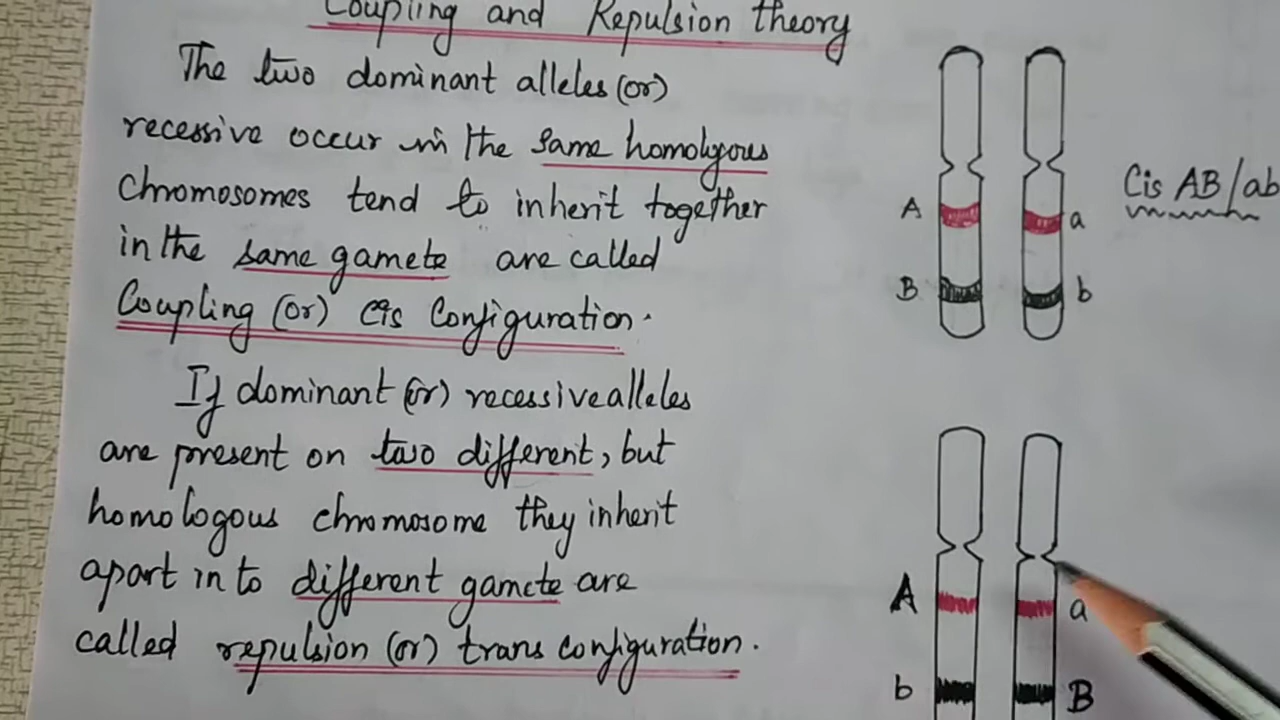 Coupling and Repulsion theory
The two dominant alleles (or)
recessive occur in the same homolgous
chromosomes tend to inherit together
in the same gamete are called
Coupling (or) Cis Configuration.
If dominant (or) recessive alleles
are present on two different, but
homologous chromosome they inherit
apart in to different gamete are
called repulsion (or) trans configuration.
A a
B b
Cis AB/ab
A a
b B